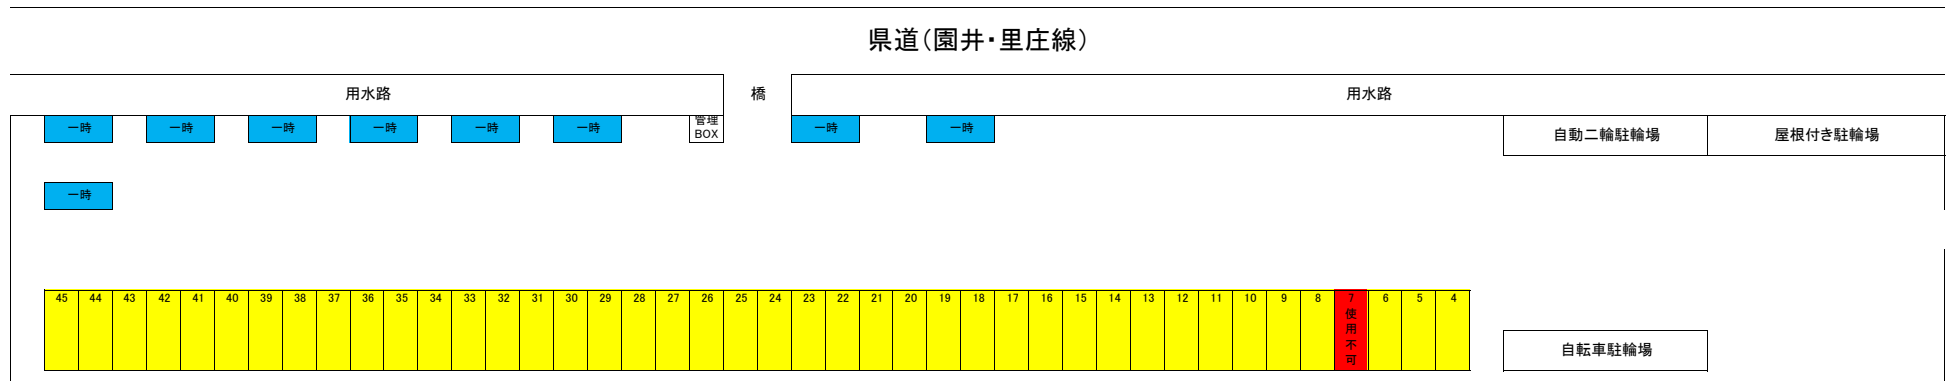 県道（園井・里庄線）
用水路
橋
用水路
一時
一時
一時
一時
一時
一時
管理
BOX
一時
一時
自動二輪駐輪場
屋根付き駐輪場
一時
45 44 43 42 41 40 39 38 37 36 35 34 33 32 31 30 29 28 27 26 25 24 23 22 21 20 19 18 17 16 15 14 13 12 11 10 9 8 7 6 5 4
使用不可
自転車駐輪場